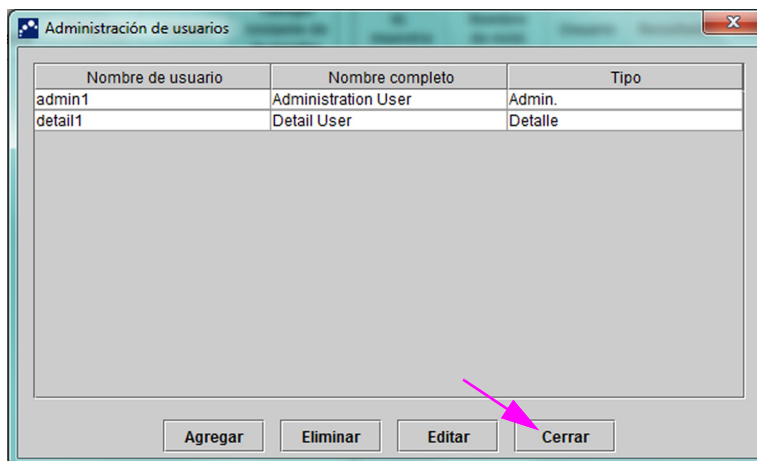 Administración de usuarios
Nombre de usuario Nombre completo Tipo
admin1 Administration User Admin.
detail1 Detail User Detalle
Agregar Eliminar Editar Cerrar